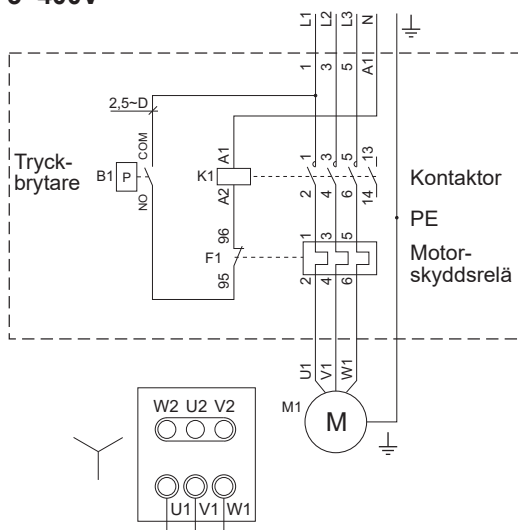 L1 L2 L3 N
1 3 5 A1
2,5~D
COM
Tryck-
brytare
B1 P
NO
A1
K1
A2
1 3 5 13
2 4 6 14
Kontaktor
PE
96
F1
95
1 3 5
2 4 6
Motor-
skyddsrelä
U1 V1 W1
M1
M
W2 U2 V2
U1 V1 W1